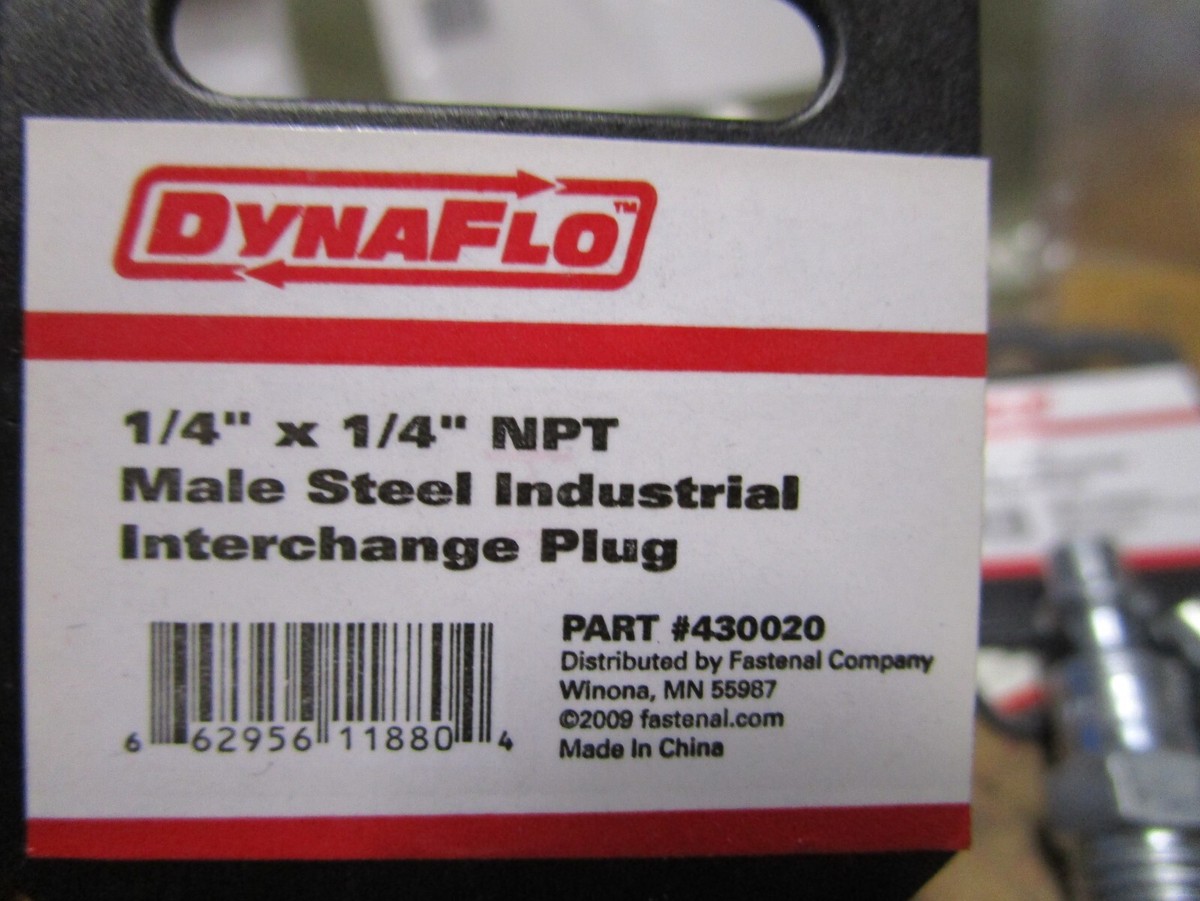 DYNAFLO™
1/4" x 1/4" NPT
Male Steel Industrial
Interchange Plug
PART #430020
Distributed by Fastenal Company
Winona, MN 55987
©2009 fastenal.com
Made In China
6 62956 11880 4